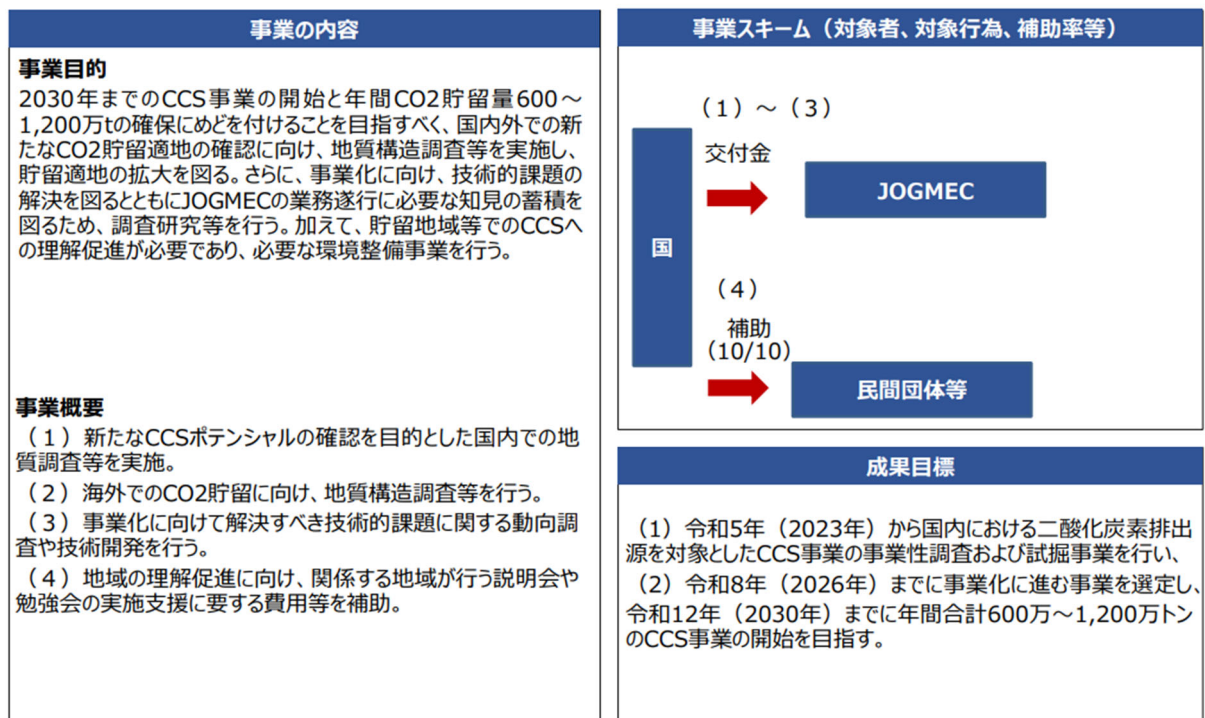 事業の内容
事業目的
2030年までのCCS事業の開始と年間CO2貯留量600～
1,200万tの確保にめどを付けることを目指すべく、国内外での新
たなCO2貯留適地の確認に向け、地質構造調査等を実施し、
貯留適地の拡大を図る。さらに、事業化に向け、技術的課題の
解決を図るとともにJOGMECの業務遂行に必要な知見の蓄積を
図るため、調査研究等を行う。加えて、貯留地域等でのCCSへ
の理解促進が必要であり、必要な環境整備事業を行う。
事業概要
（１）新たなCCSポテンシャルの確認を目的とした国内での地
質調査等を実施。
（２）海外でのCO2貯留に向け、地質構造調査等を行う。
（３）事業化に向けて解決すべき技術的課題に関する動向調
査や技術開発を行う。
（４）地域の理解促進に向け、関係する地域が行う説明会や
勉強会の実施支援に要する費用等を補助。
事業スキーム（対象者、対象行為、補助率等）
（１）～（３）
交付金
JOGMEC
国
（４）
補助
（10/10）
民間団体等
成果目標
（1）令和5年（2023年）から国内における二酸化炭素排出
源を対象としたCCS事業の事業性調査および試掘事業を行い、
（2）令和8年（2026年）までに事業化に進む事業を選定し、
令和12年（2030年）までに年間合計600万～1,200万トン
のCCS事業の開始を目指す。